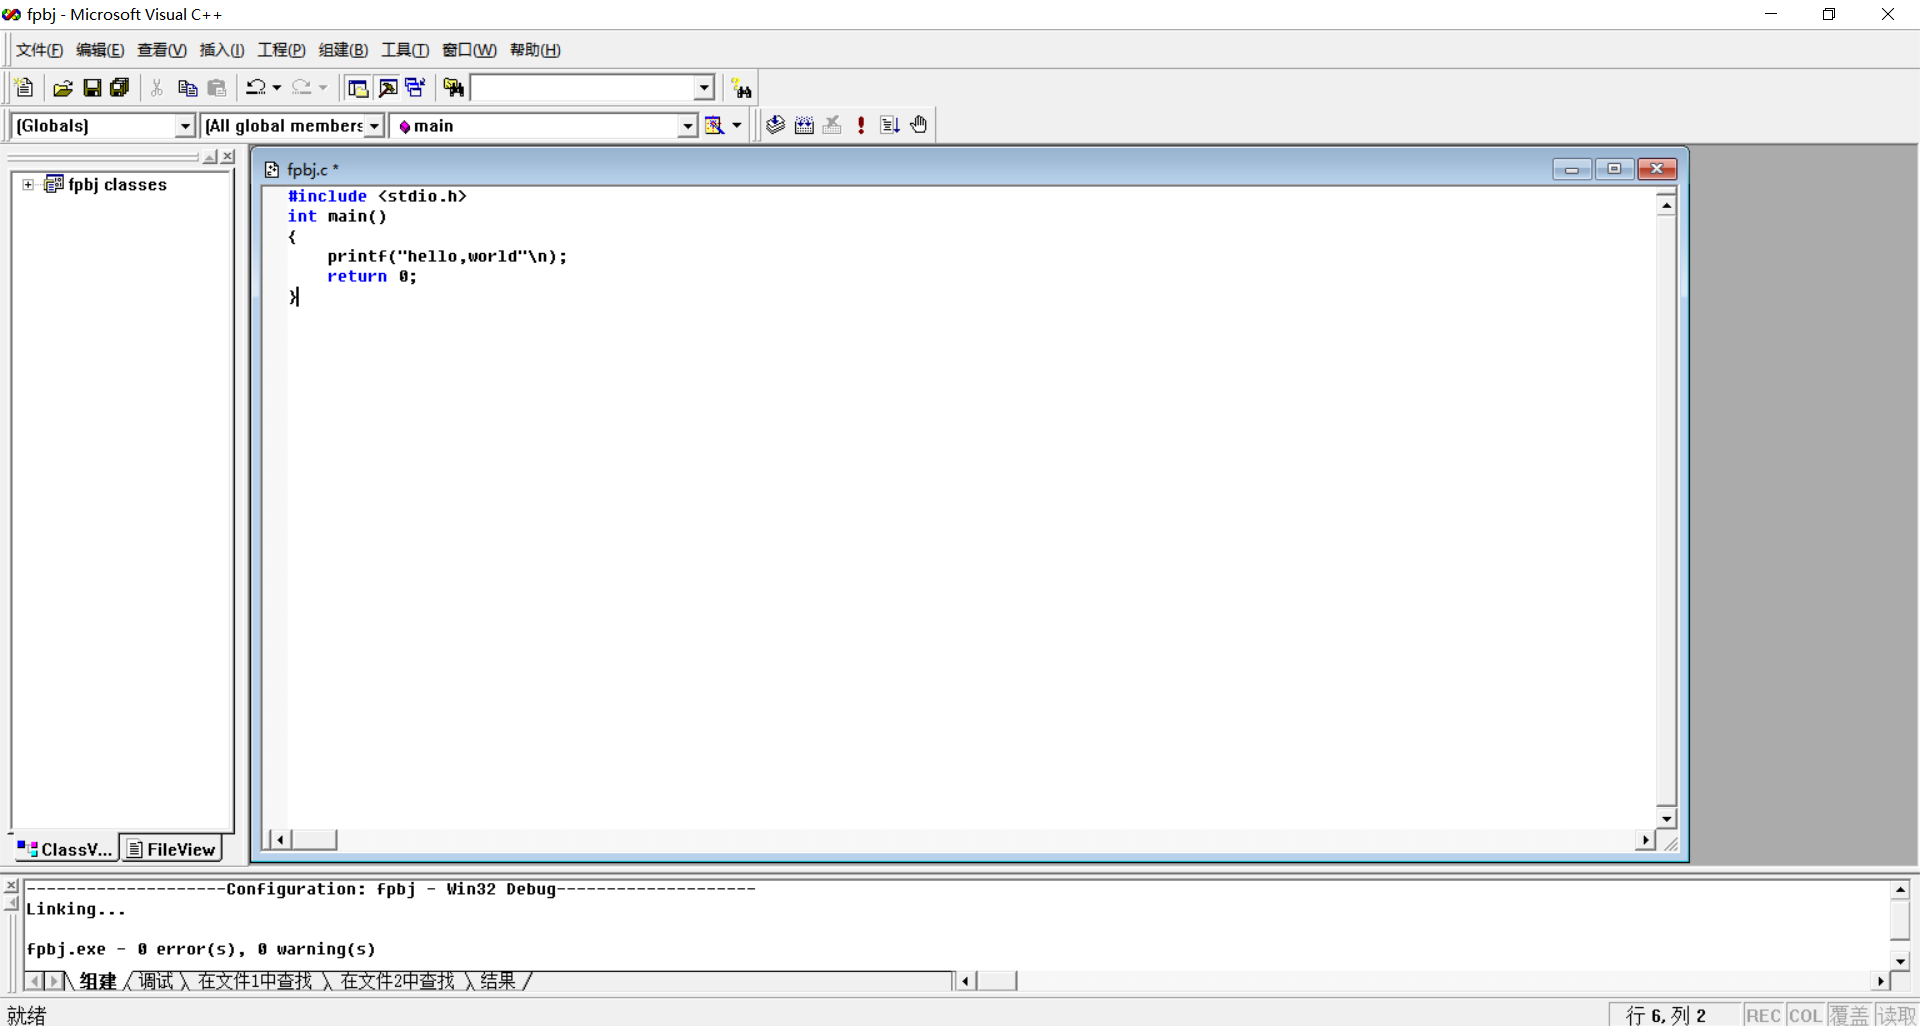 fpbj - Microsoft Visual C++
文件(F) 编辑(E) 查看(V) 插入(I) 工程(P) 组建(B) 工具(T) 窗口(W) 帮助(H)
(Globals) (All global members main
fpbj classes
fpbj.c *
#include <stdio.h>
int main()
{
    printf("hello,world"\n);
    return 0;
}
ClassV... FileView
--------------------Configuration: fpbj - Win32 Debug--------------------
Linking...
fpbj.exe - 0 error(s), 0 warning(s)
组建 调试 在文件1中查找 在文件2中查找 结果
就绪 行 6, 列 2 REC COL 覆盖 读取